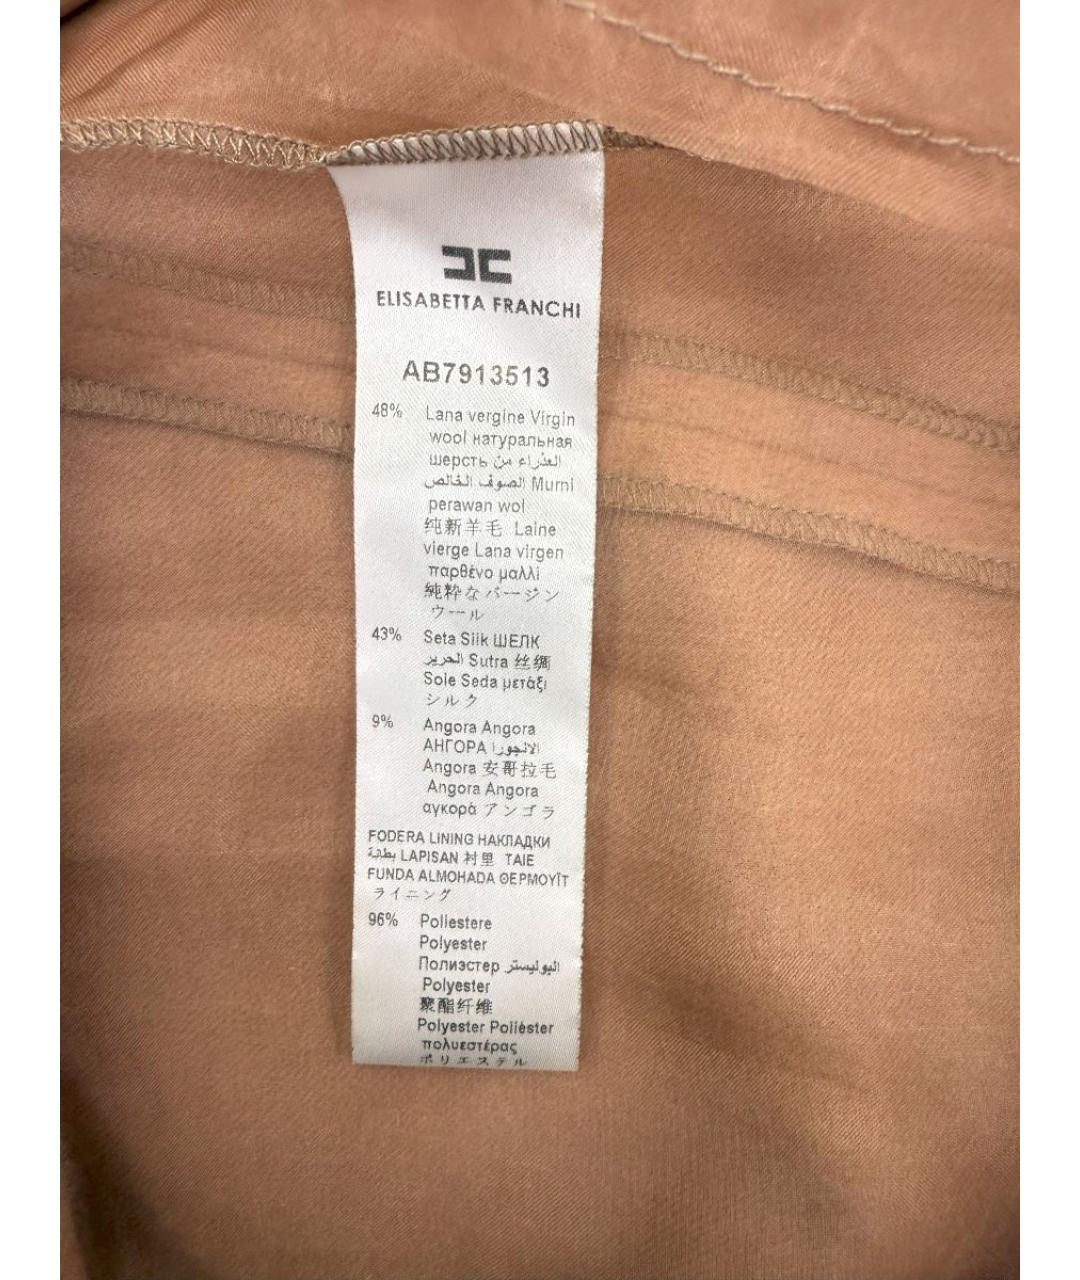 ELISABETTA FRANCHI
AB7913513
48% Lana vergine Virgin
wool натуральная
шерсть العذراء من
الصوف الخالص Murni
perawan wol
纯新羊毛 Laine
vierge Lana virgen
παρθένο μαλλί
純粋なバージン
ウール
43% Seta Silk ШЕЛК
الحرير Sutra 丝绸
Soie Seda μετάξι
シルク
9% Angora Angora
АНГОРА الانجورا
Angora 安哥拉毛
Angora Angora
αγκορά アンゴラ
FODERA LINING НАКЛАДКИ
بطانة LAPISAN 衬里 TAIE
FUNDA ALMOHADA ΘΕΡΜΟΥΪΤ
ライニング
96% Poliestere
Polyester
Полиэстер البوليستر
Polyester
聚酯纤维
Polyester Poliéster
πολυεστέρας
ポリエステル